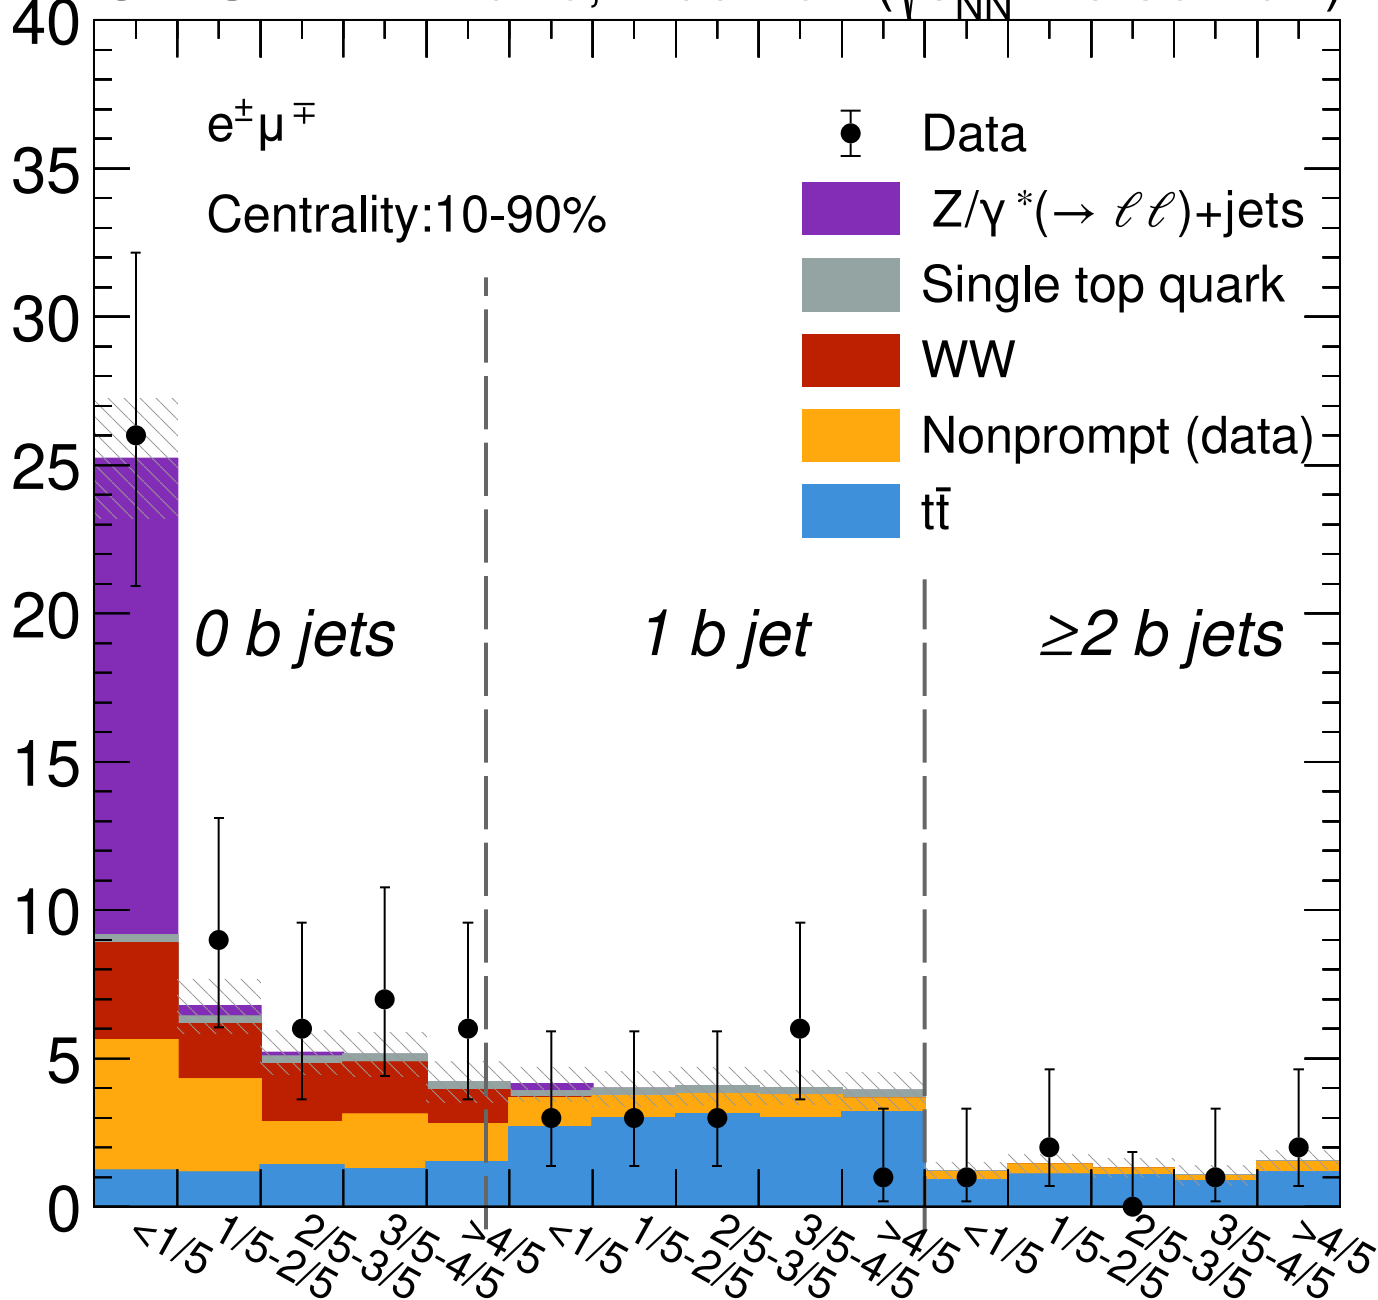 40
35
30
25
20
15
10
5
0
NN
e±μ∓
Centrality:10-90%
Data
Z/γ*(→ ℓℓ)+jets
Single top quark
WW
Nonprompt (data)
tt̄
0 b jets
1 b jet
≥2 b jets
<1/5
1/5-2/5
2/5-3/5
3/5-4/5
>4/5
<1/5
1/5-2/5
2/5-3/5
3/5-4/5
>4/5
<1/5
1/5-2/5
2/5-3/5
3/5-4/5
>4/5